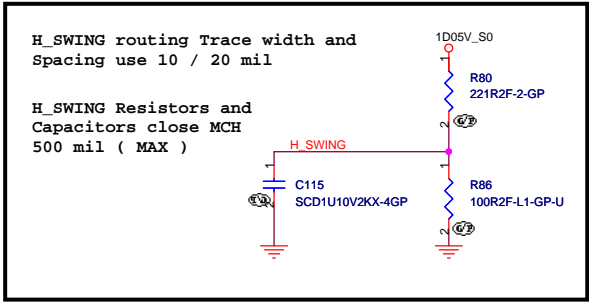 H_SWING routing Trace width and
Spacing use 10 / 20 mil
H_SWING Resistors and
Capacitors close MCH
500 mil ( MAX )
1D05V_S0
1
R80
221R2F-2-GP
2
G/P
H_SWING
1
C115
SCD1U10V2KX-4GP
2
1
R86
100R2F-L1-GP-U
2
G/P